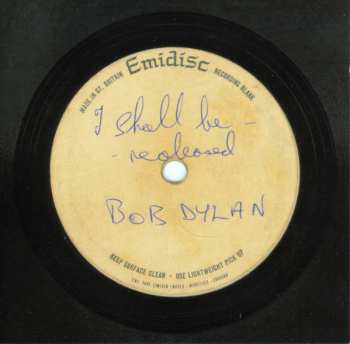 Emidisc
MADE IN GT. BRITAIN
RECORDING BLANK
I shall be -
- released
BOB DYLAN
KEEP SURFACE CLEAN - USE LIGHTWEIGHT PICK UP